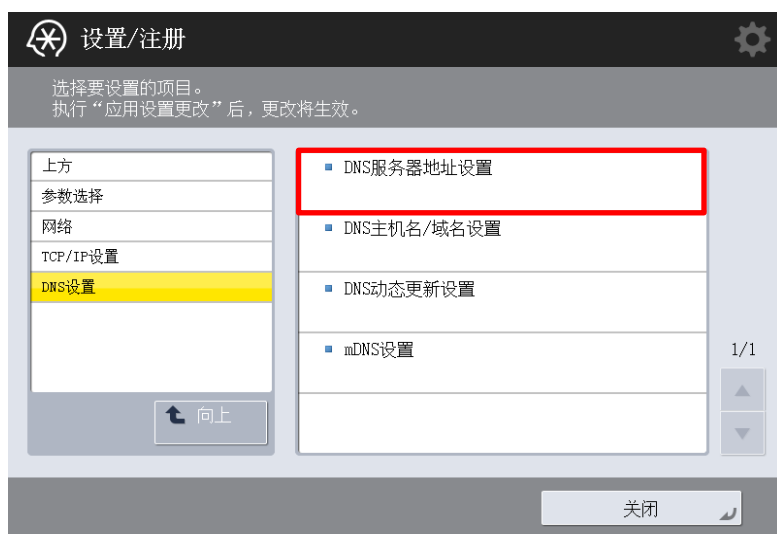 设置/注册
选择要设置的项目。
执行“应用设置更改”后，更改将生效。
上方
参数选择
网络
TCP/IP设置
DNS设置
向上
DNS服务器地址设置
DNS主机名/域名设置
DNS动态更新设置
mDNS设置
1/1
关闭